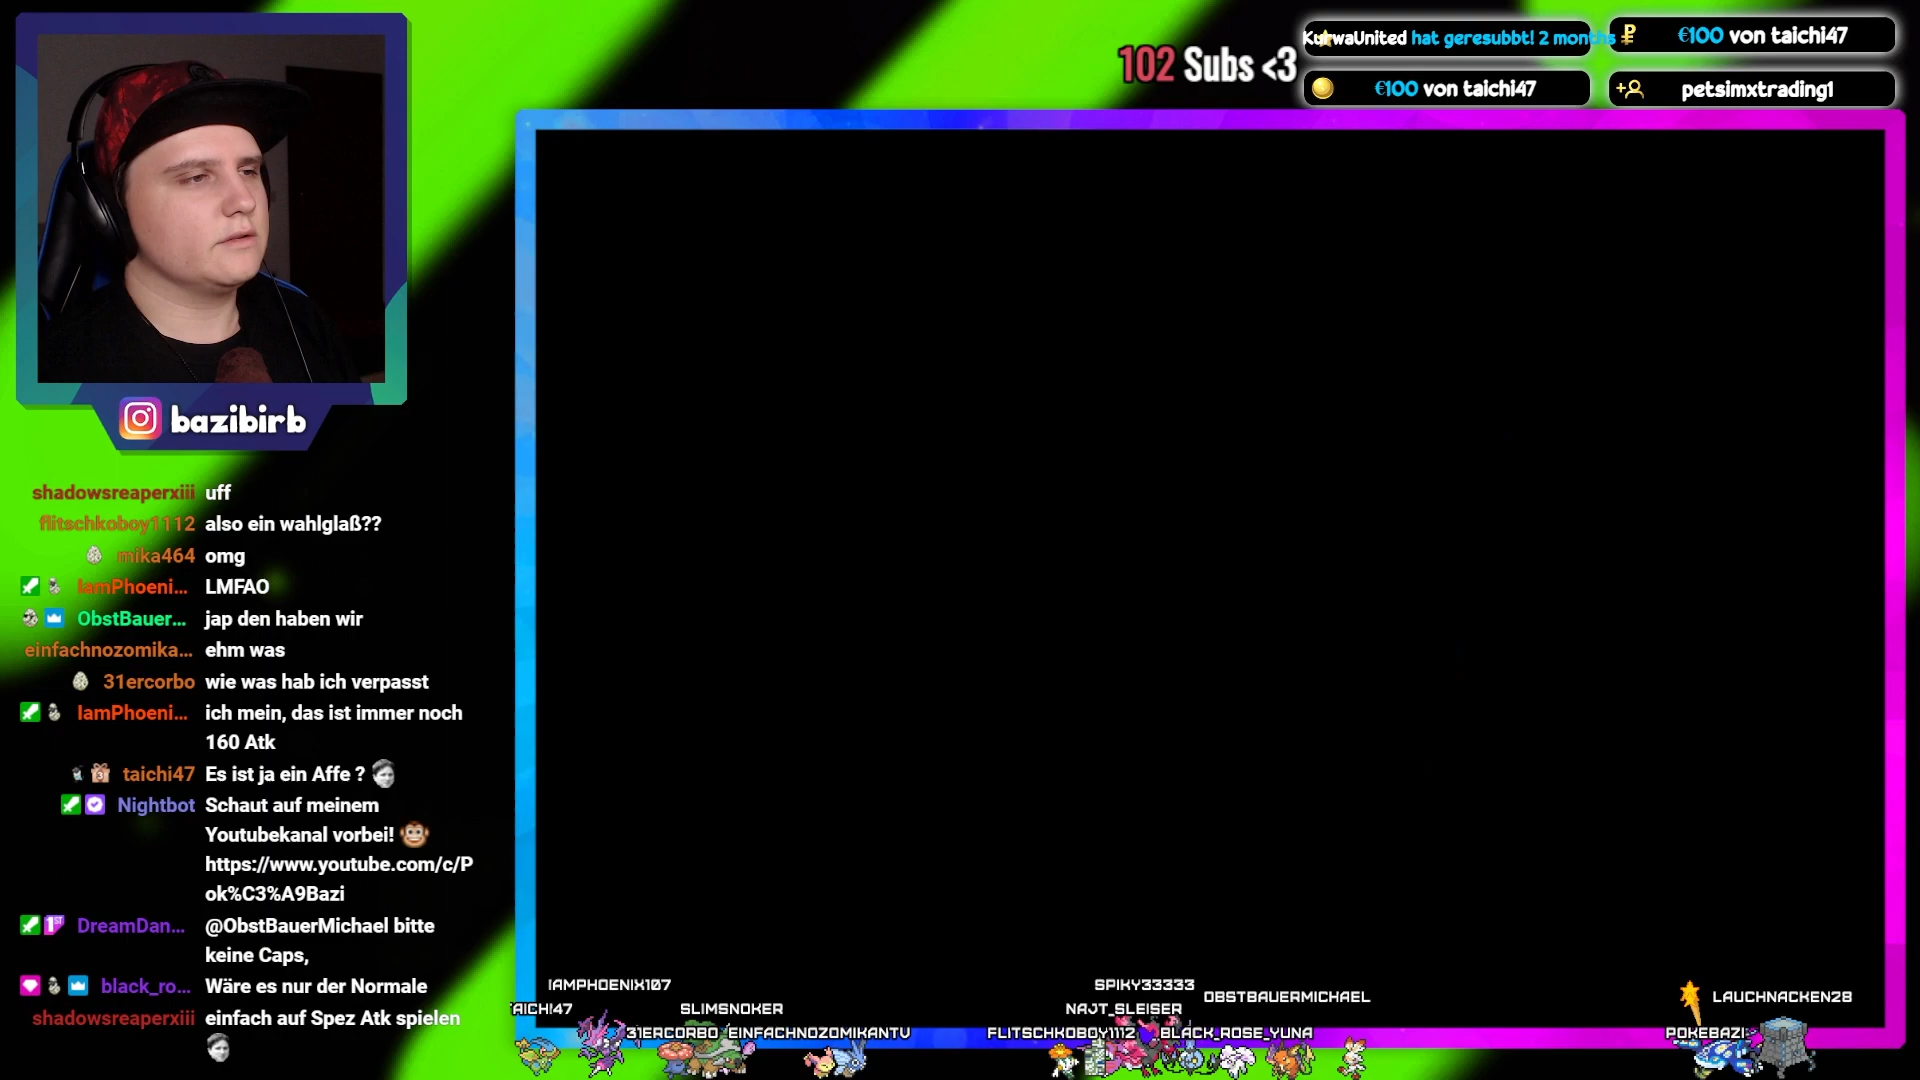 102 Subs <3
KurwaUnited hat geresubbt! 2 months
€100 von taichi47
€100 von taichi47
petsimxtrading1
bazibirb
shadowsreaperxiii uff
flitschkoboy1112 also ein wahlglaß??
mika464 omg
IamPhoeni... LMFAO
ObstBauer... jap den haben wir
einfachnozomika... ehm was
31ercorbo wie was hab ich verpasst
IamPhoeni... ich mein, das ist immer noch
160 Atk
taichi47 Es ist ja ein Affe ?
Nightbot Schaut auf meinem
Youtubekanal vorbei!
https://www.youtube.com/c/P
ok%C3%A9Bazi
DreamDan... @ObstBauerMichael bitte
keine Caps,
black_ro... Wäre es nur der Normale
shadowsreaperxiii einfach auf Spez Atk spielen
IAMPHOENIX107
SPIKY33333
OBSTBAUERMICHAEL
LAUCHNACKEN28
TAICHI47
SLIMSNOKER
NAJT_SLEISER
31ERCORBO
EINFACHNOZOMIKANTV
FLITSCHKOBOY1112
BLACK_ROSE_YUNA
POKEBAZI